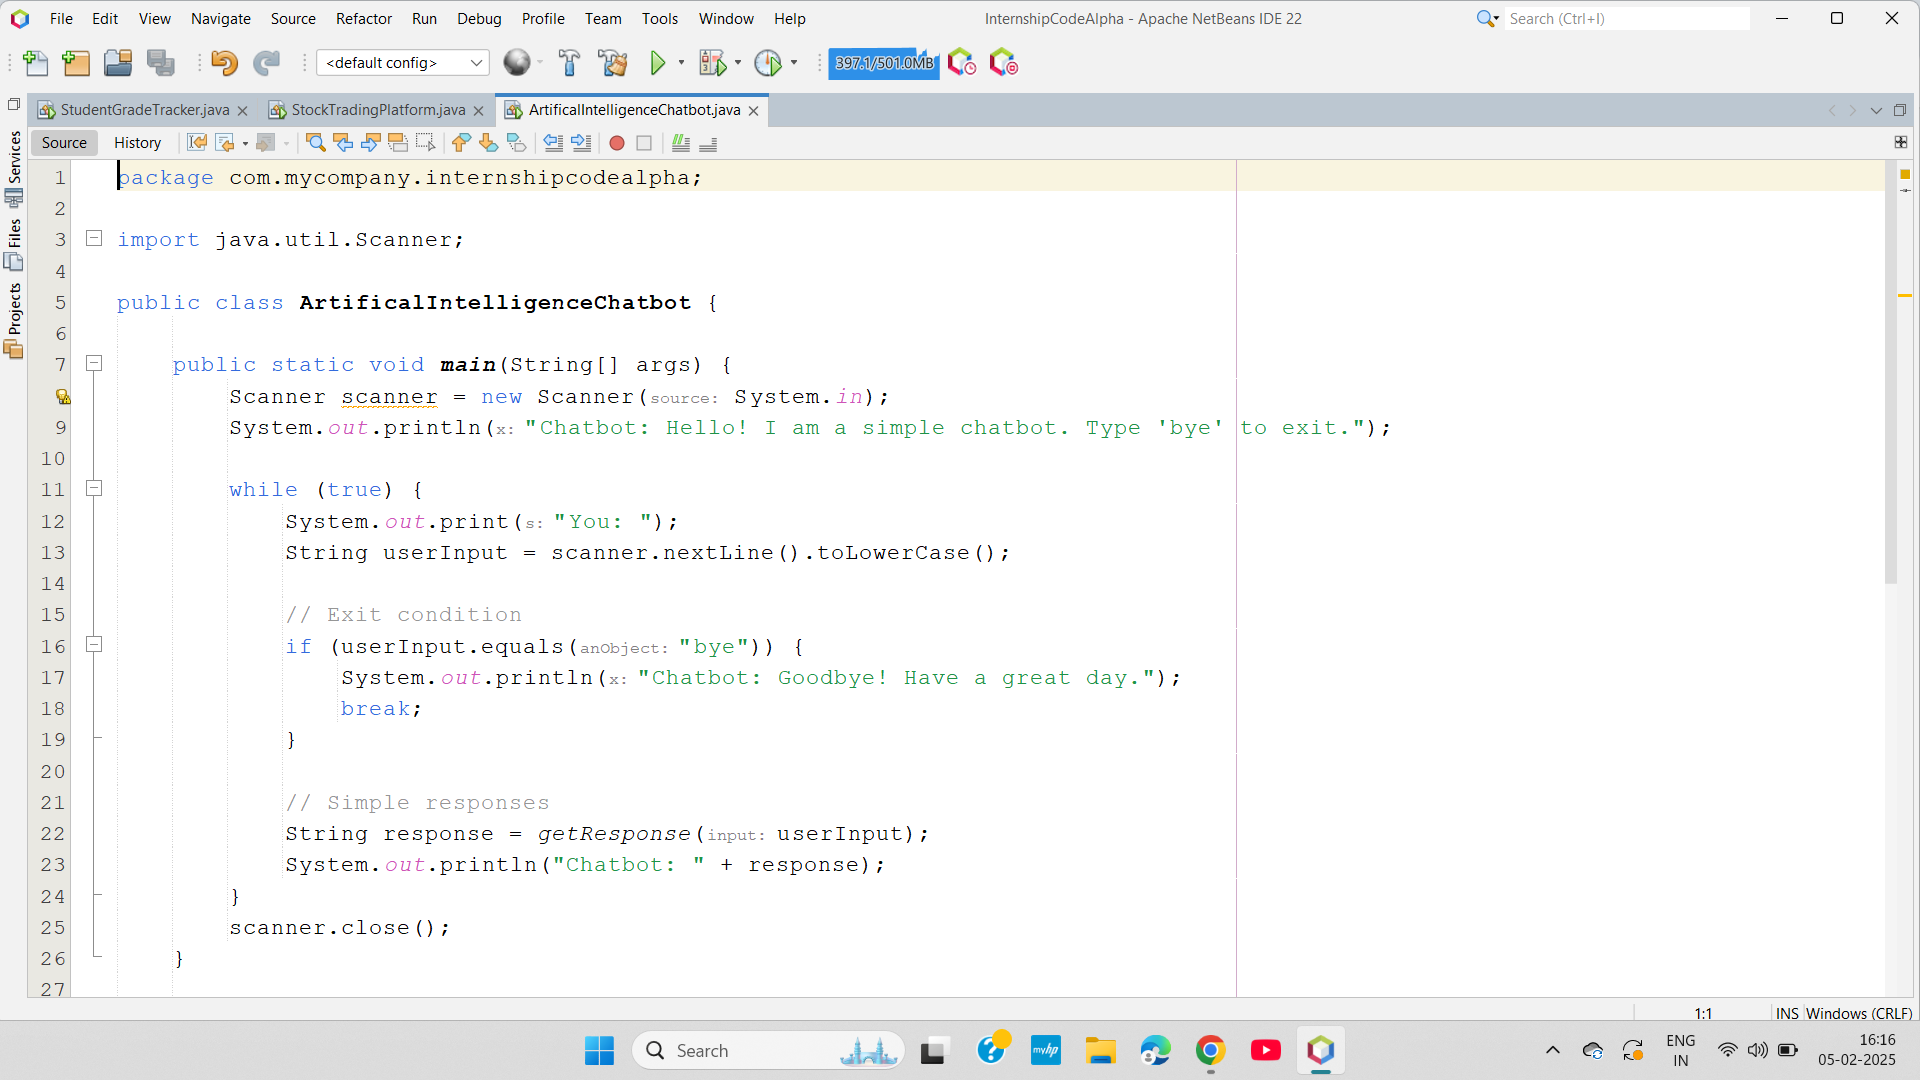 File Edit View Navigate Source Refactor Run Debug Profile Team Tools Window Help
InternshipCodeAlpha - Apache NetBeans IDE 22
Search (Ctrl+I)
<default config>
397.1/501.0MB
StudentGradeTracker.java
StockTradingPlatform.java
ArtificalIntelligenceChatbot.java
Services
Files
Projects
Source History
1 package com.mycompany.internshipcodealpha;
2
3 import java.util.Scanner;
4
5 public class ArtificalIntelligenceChatbot {
6
7 public static void main(String[] args) {
Scanner scanner = new Scanner(source: System.in);
9 System.out.println(x: "Chatbot: Hello! I am a simple chatbot. Type 'bye' to exit.");
10
11 while (true) {
12 System.out.print(s: "You: ");
13 String userInput = scanner.nextLine().toLowerCase();
14
15 // Exit condition
16 if (userInput.equals(anObject: "bye")) {
17 System.out.println(x: "Chatbot: Goodbye! Have a great day.");
18 break;
19 }
20
21 // Simple responses
22 String response = getResponse(input: userInput);
23 System.out.println("Chatbot: " + response);
24 }
25 scanner.close();
26 }
27
1:1 INS Windows (CRLF)
Search
myhp
ENG
IN
16:16
05-02-2025